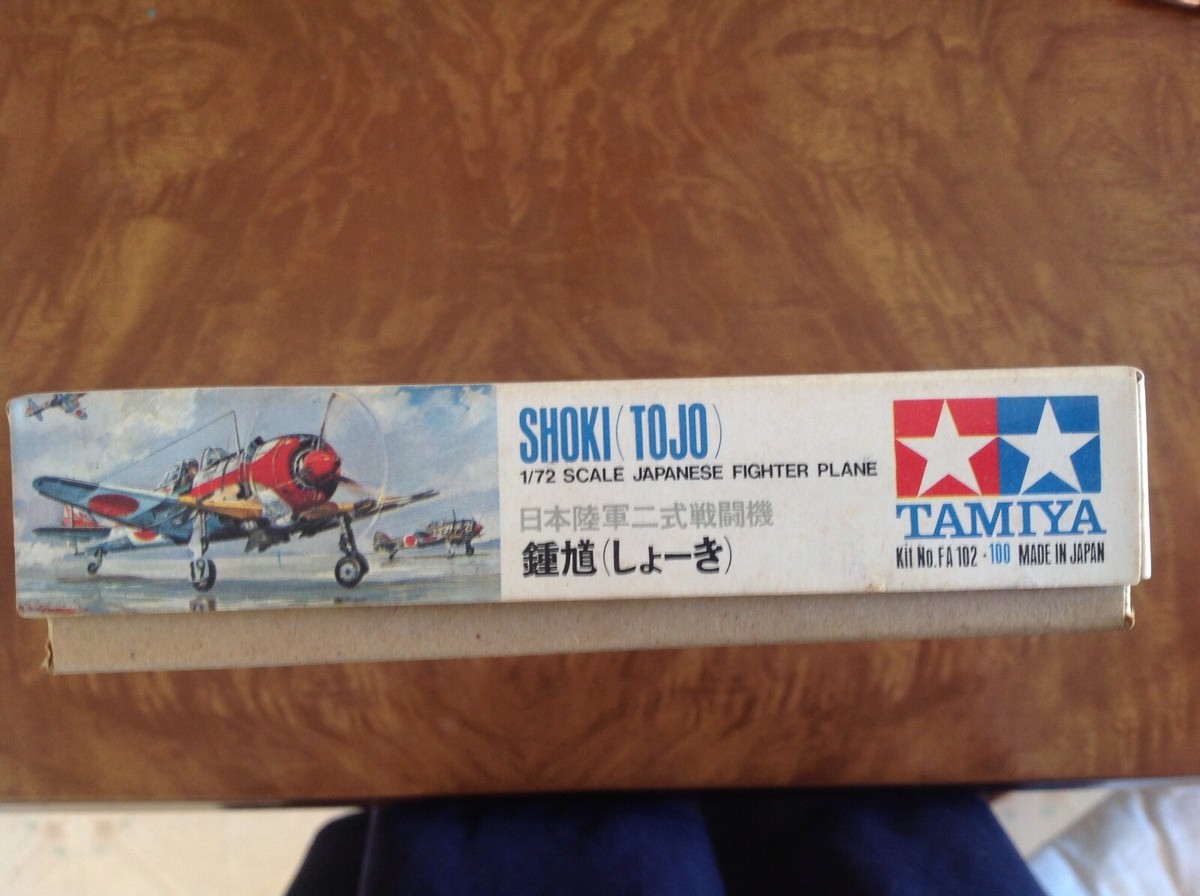 SHOKI (TOJO)
1/72 SCALE JAPANESE FIGHTER PLANE
日本陸軍二式戦闘機
鍾馗(しょーき)
TAMIYA
Kit No. FA 102 · 100 MADE IN JAPAN